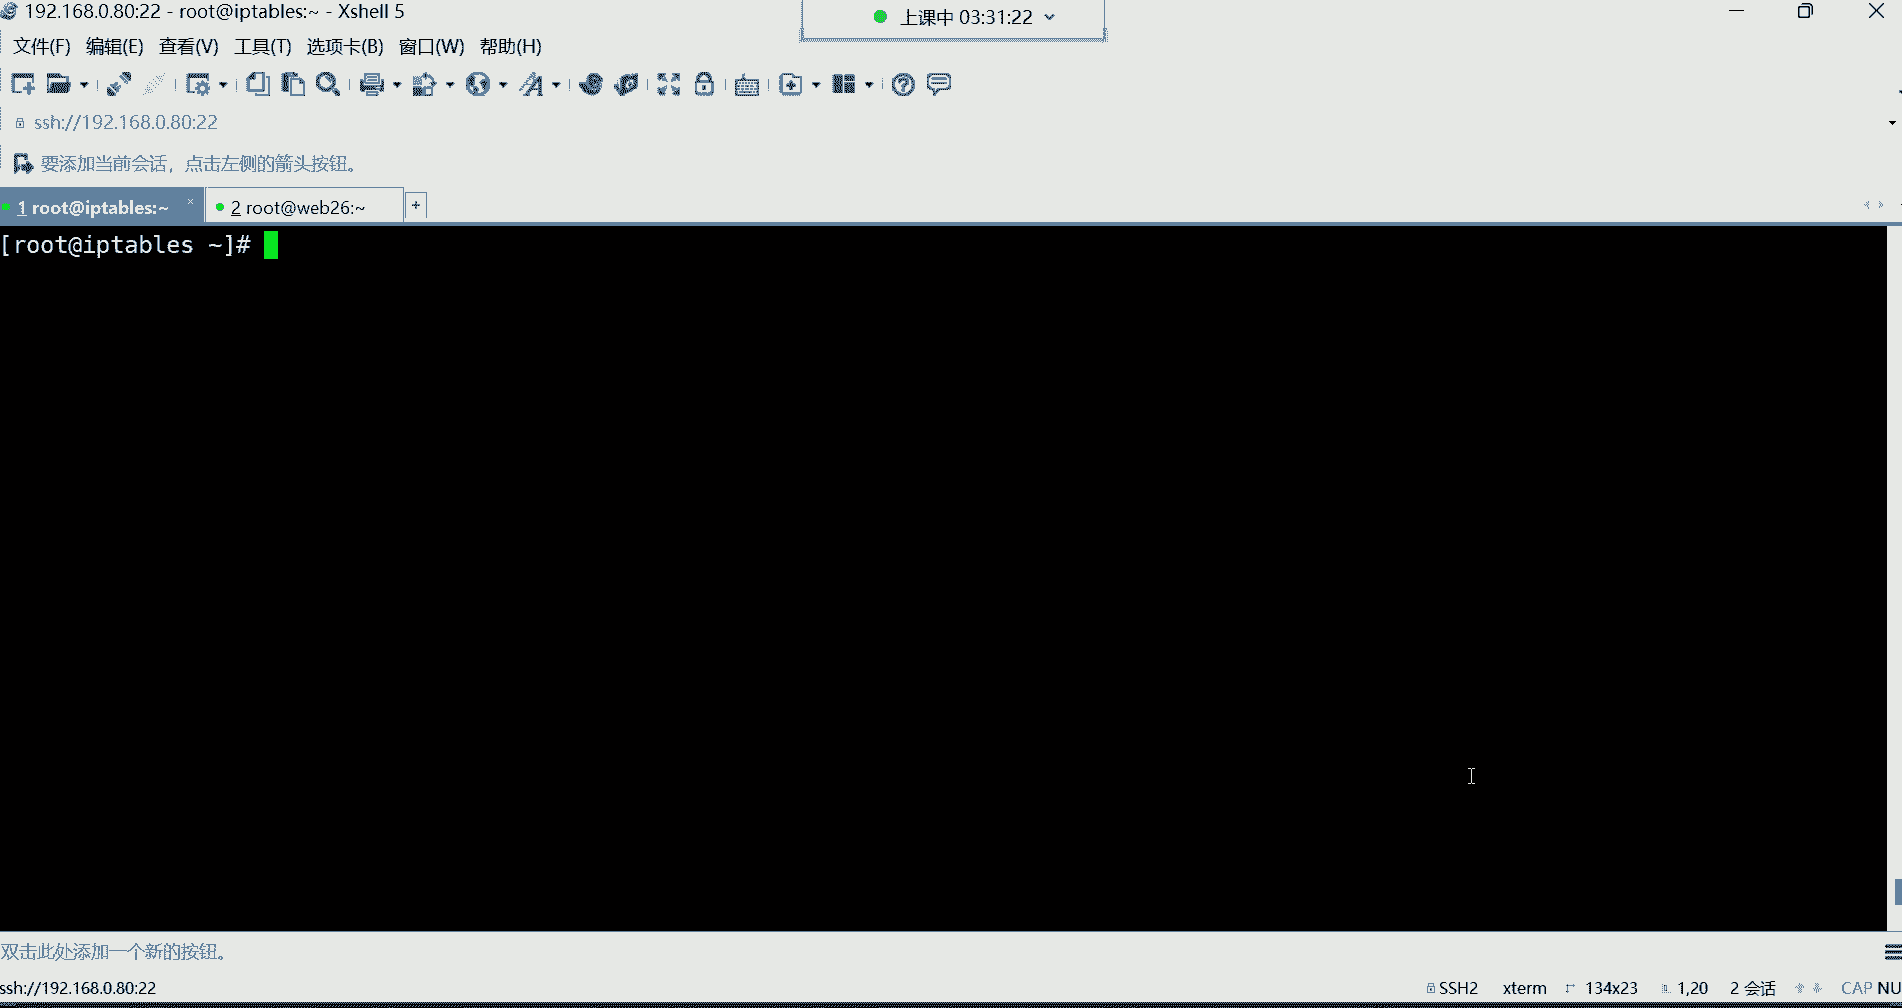 192.168.0.80:22 - root@iptables:~ - Xshell 5
上课中 03:31:22
文件(F) 编辑(E) 查看(V) 工具(T) 选项卡(B) 窗口(W) 帮助(H)
ssh://192.168.0.80:22
要添加当前会话，点击左侧的箭头按钮。
1 root@iptables:~ × 2 root@web26:~ +
[root@iptables ~]#
双击此处添加一个新的按钮。
ssh://192.168.0.80:22 SSH2 xterm 134x23 1,20 2 会话 CAP NU